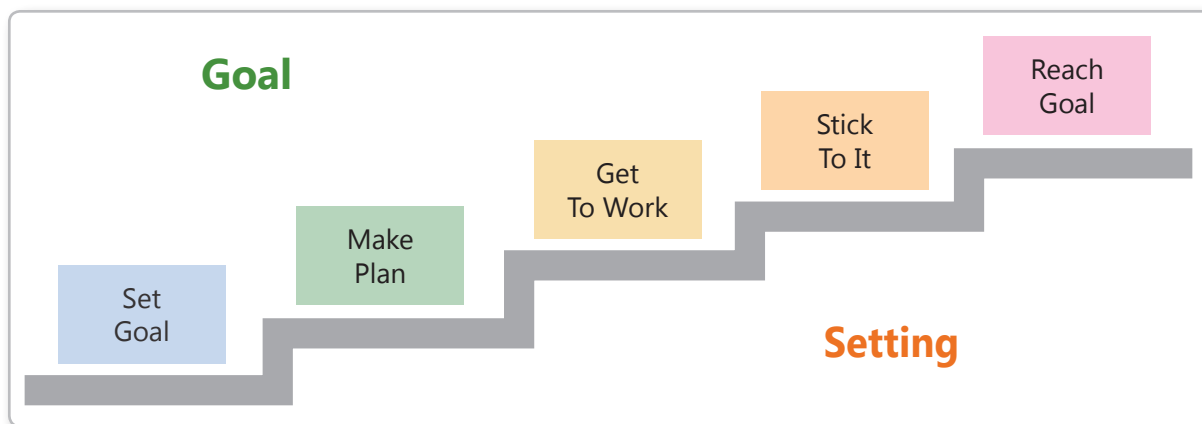 Goal
Set
Goal
Make
Plan
Get
To Work
Stick
To It
Reach
Goal
Setting